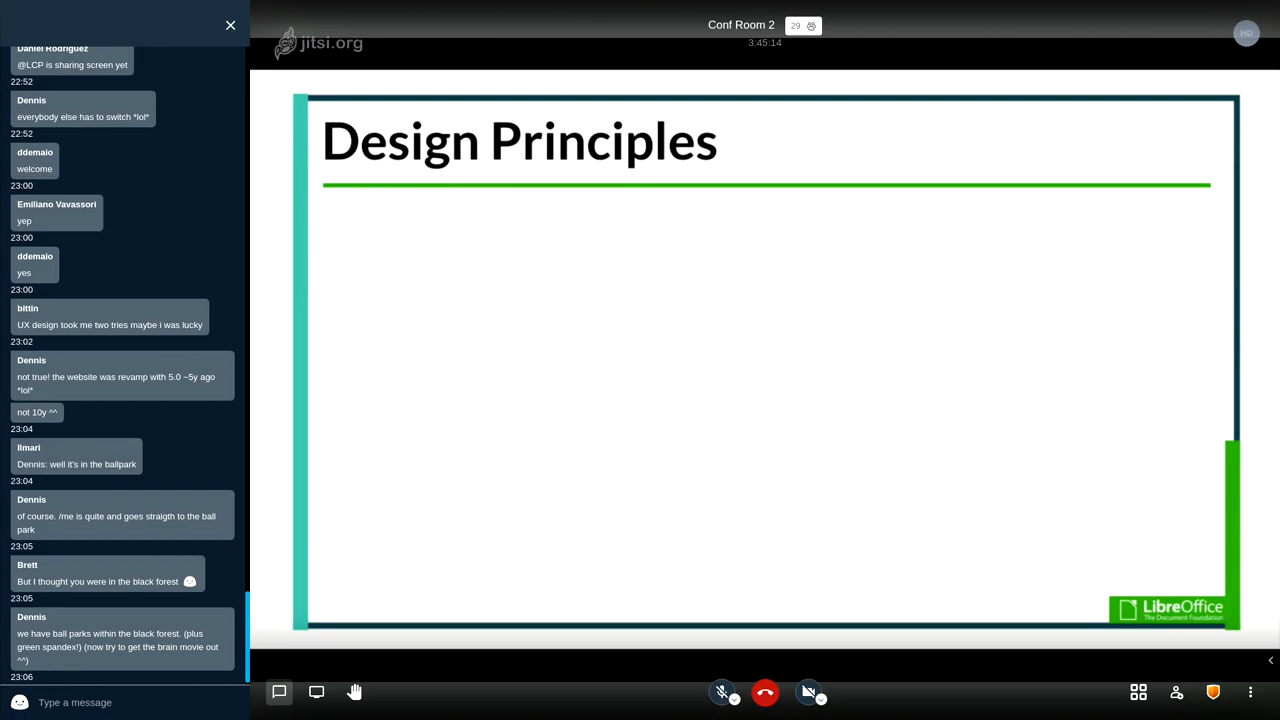 Daniel Rodriguez
@LCP is sharing screen yet
22:52
Dennis
everybody else has to switch *lol*
22:52
ddemaio
welcome
23:00
Emiliano Vavassori
yep
23:00
ddemaio
yes
23:00
bittin
UX design took me two tries maybe i was lucky
23:02
Dennis
not true! the website was revamp with 5.0 ~5y ago
*lol*
not 10y ^^
23:04
Ilmari
Dennis: well it's in the ballpark
23:04
Dennis
of course. /me is quite and goes straigth to the ball
park
23:05
Brett
But I thought you were in the black forest
23:05
Dennis
we have ball parks within the black forest. (plus
green spandex!) (now try to get the brain movie out
^^)
23:06
Type a message
jitsi.org
Conf Room 2
29
3:45:14
HD
Design Principles
LibreOffice
The Document Foundation